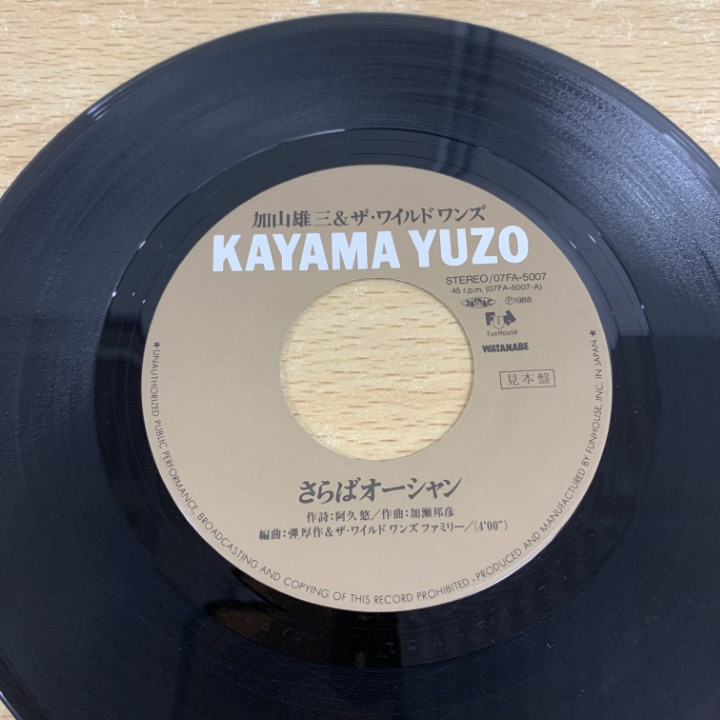 加山雄三&ザ・ワイルドワンズ
KAYAMA YUZO
STEREO/07FA-5007
45 r.p.m. (07FA-5007-A)
Ⓟ1988
Fun
FunHouse
WATANABE
見本盤
さらばオーシャン
作詩:阿久 悠/作曲:加瀬邦彦
編曲:弾 厚作&ザ・ワイルド ワンズ ファミリー/(4'00")
★UNAUTHORIZED PUBLIC PERFORMANCE, BROADCASTING AND COPYING OF THIS RECORD PROHIBITED・PRODUCED AND MANUFACTURED BY FUNHOUSE, INC. IN JAPAN.★